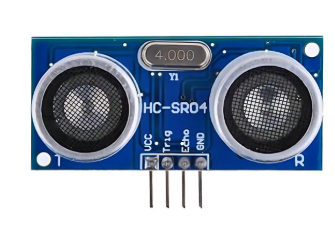 4,000
Y1
HC-SR04
VCC
Trig
Echo
GND
T
R